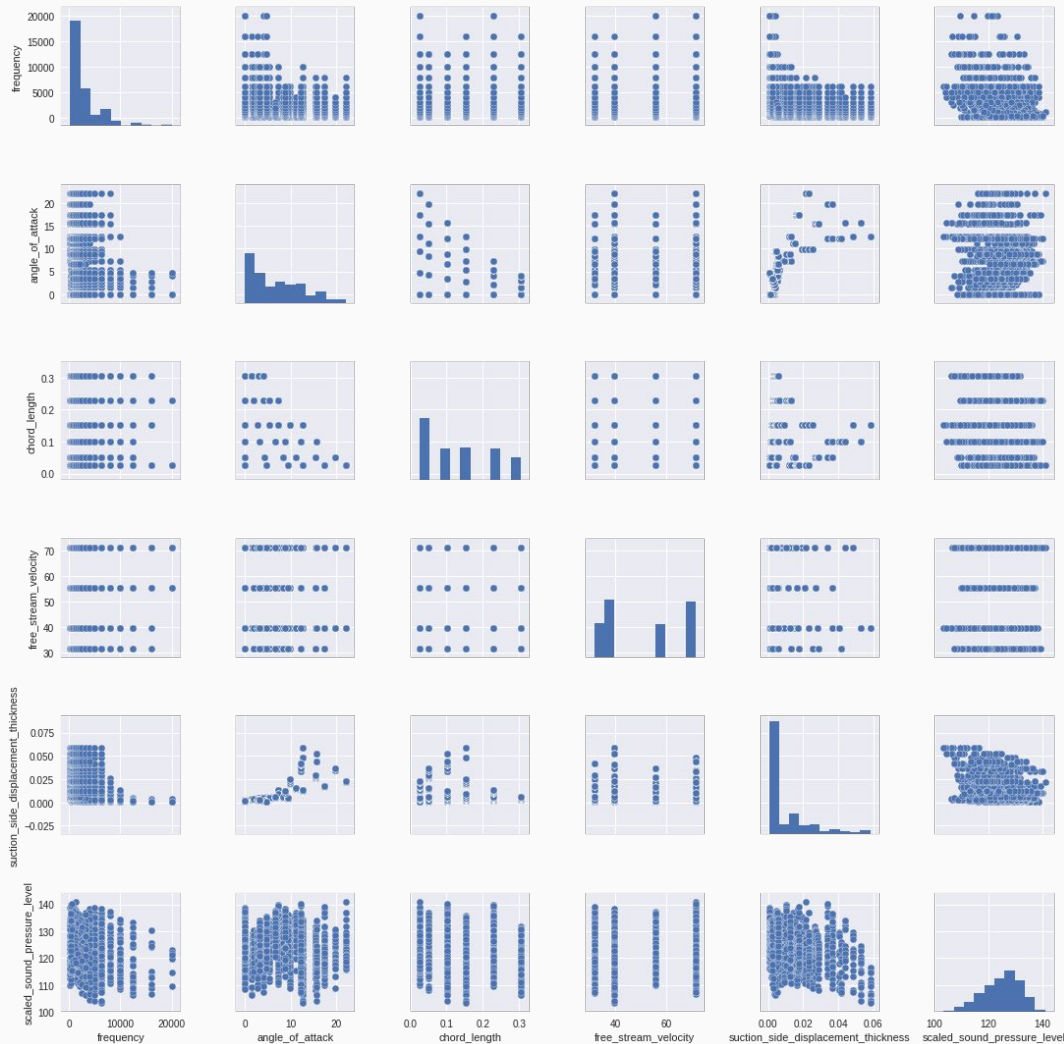 frequency
20000
15000
10000
5000
0
angle_of_attack
20
15
10
5
0
chord_length
0.3
0.2
0.1
0.0
free_stream_velocity
70
60
50
40
30
suction_side_displacement_thickness
0.075
0.050
0.025
0.000
−0.025
scaled_sound_pressure_level
140
130
120
110
100
0 10000 20000
0 10 20
0.0 0.1 0.2 0.3
40 60
0.00 0.02 0.04 0.06
100 120 140
frequency
angle_of_attack
chord_length
free_stream_velocity
suction_side_displacement_thickness
scaled_sound_pressure_level